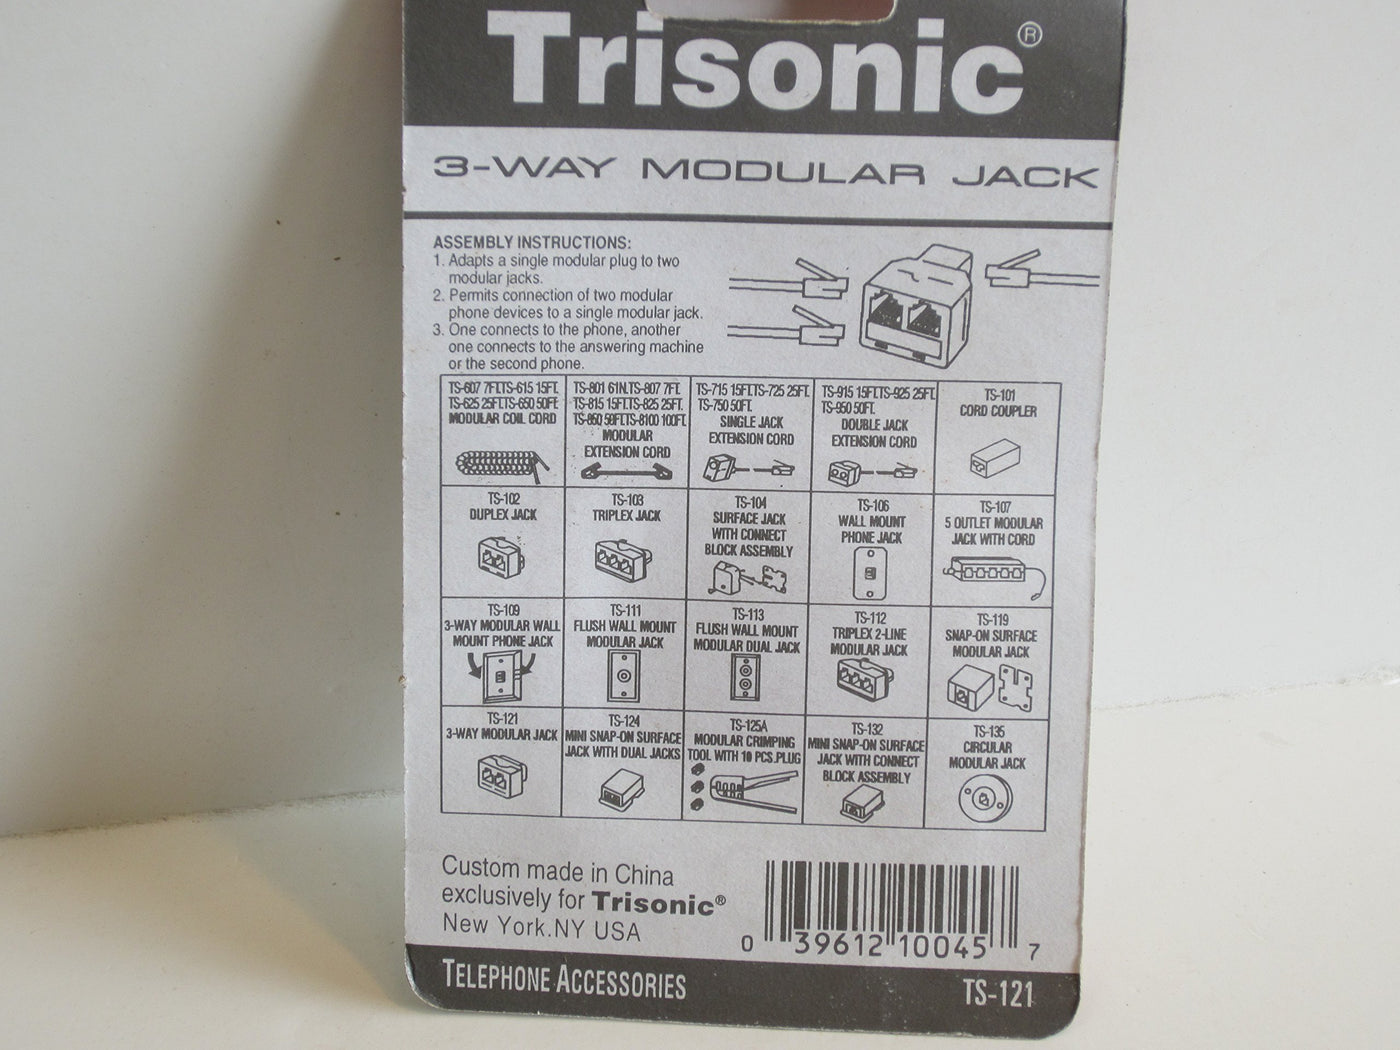 Trisonic®
3-WAY MODULAR JACK
ASSEMBLY INSTRUCTIONS:
1. Adapts a single modular plug to two
modular jacks.
2. Permits connection of two modular
phone devices to a single modular jack.
3. One connects to the phone, another
one connects to the answering machine
or the second phone.
TS-607 7FT.TS-615 15FT.
TS-625 25FT.TS-650 50FT.
MODULAR COIL CORD
TS-801 61N.TS-807 7FT.
TS-815 15FT.TS-825 25FT.
TS-850 50FT.TS-8100 100FT.
MODULAR
EXTENSION CORD
TS-715 15FT.TS-725 25FT.
TS-750 50FT.
SINGLE JACK
EXTENSION CORD
TS-915 15FT.TS-925 25FT.
TS-950 50FT.
DOUBLE JACK
EXTENSION CORD
TS-101
CORD COUPLER
TS-102
DUPLEX JACK
TS-103
TRIPLEX JACK
TS-104
SURFACE JACK
WITH CONNECT
BLOCK ASSEMBLY
TS-106
WALL MOUNT
PHONE JACK
TS-107
5 OUTLET MODULAR
JACK WITH CORD
TS-109
3-WAY MODULAR WALL
MOUNT PHONE JACK
TS-111
FLUSH WALL MOUNT
MODULAR JACK
TS-113
FLUSH WALL MOUNT
MODULAR DUAL JACK
TS-112
TRIPLEX 2-LINE
MODULAR JACK
TS-119
SNAP-ON SURFACE
MODULAR JACK
TS-121
3-WAY MODULAR JACK
TS-124
MINI SNAP-ON SURFACE
JACK WITH DUAL JACKS
TS-125A
MODULAR CRIMPING
TOOL WITH 10 PCS.PLUG
TS-132
MINI SNAP-ON SURFACE
JACK WITH CONNECT
BLOCK ASSEMBLY
TS-135
CIRCULAR
MODULAR JACK
Custom made in China
exclusively for Trisonic®
New York.NY USA
0 39612 10045 7
TELEPHONE ACCESSORIES
TS-121